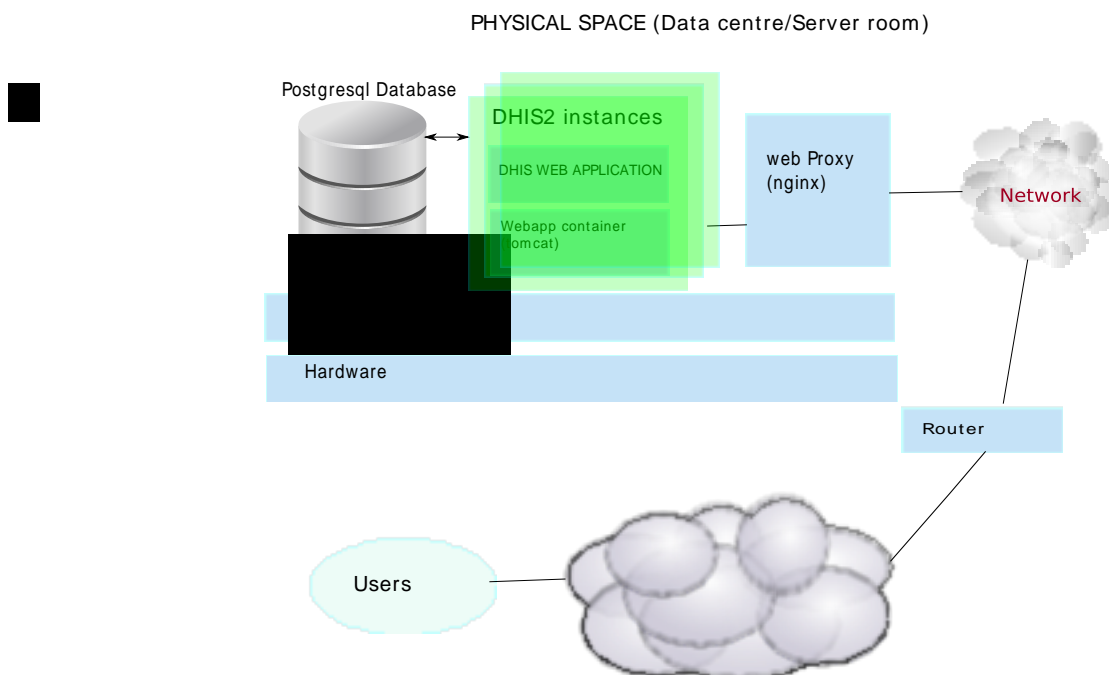 PHYSICAL SPACE (Data centre/Server room)
Postgresql Database
DHIS2 instances
DHIS WEB APPLICATION
Webapp container
web Proxy
(nginx)
Network
Hardware
Router
Users